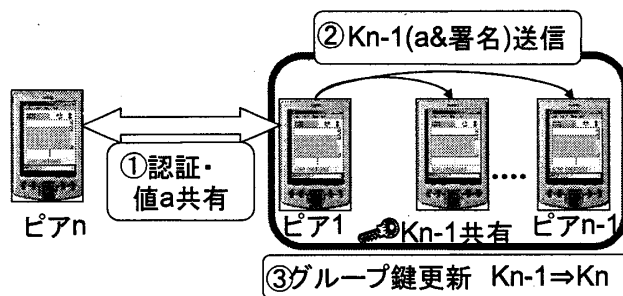 ②Kn-1(a&署名)送信
①認証・
値a共有
ピアn
ピア1
ピアn-1
Kn-1共有
③グループ鍵更新 Kn-1⇒Kn